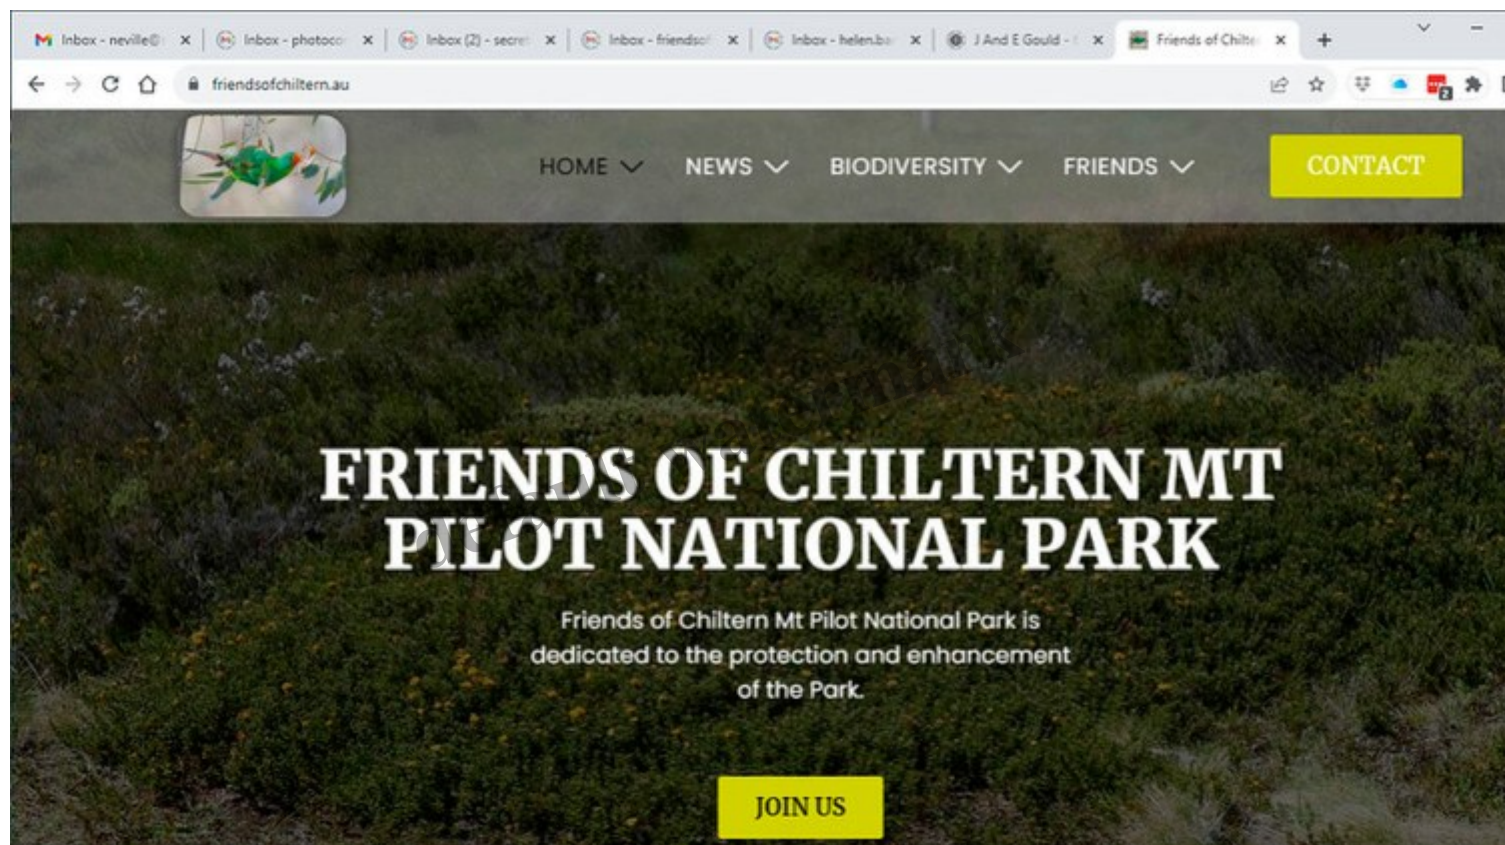 Inbox - neville@
Inbox - photoco
Inbox (2) - secre
Inbox - friendsof
Inbox - helen.ba
J And E Gould -
Friends of Chilte
friendsofchiltern.au
2
HOME
NEWS
BIODIVERSITY
FRIENDS
CONTACT
FRIENDS OF CHILTERN MT
PILOT NATIONAL PARK
Friends of Chiltern Mt Pilot National Park is
dedicated to the protection and enhancement
of the Park.
JOIN US